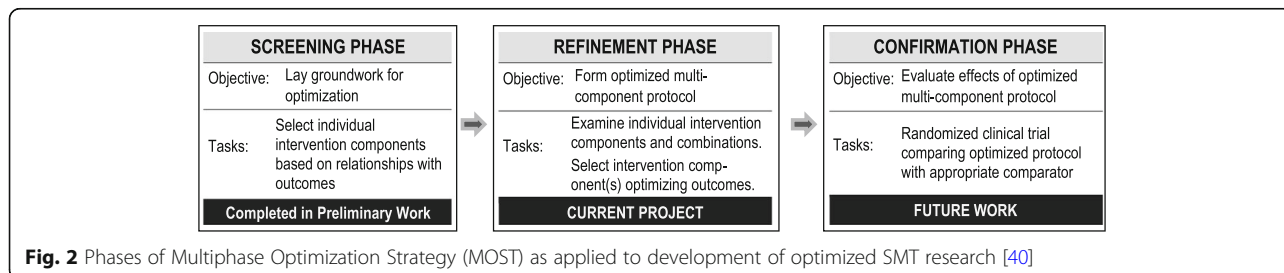 SCREENING PHASE
Objective: Lay groundwork for
optimization
Tasks: Select individual
intervention components
based on relationships with
outcomes
Completed in Preliminary Work
REFINEMENT PHASE
Objective: Form optimized multi-
component protocol
Tasks: Examine individual intervention
components and combinations.
Select intervention comp-
onent(s) optimizing outcomes.
CURRENT PROJECT
CONFIRMATION PHASE
Objective: Evaluate effects of optimized
multi-component protocol
Tasks: Randomized clinical trial
comparing optimized protocol
with appropriate comparator
FUTURE WORK
Fig. 2 Phases of Multiphase Optimization Strategy (MOST) as applied to development of optimized SMT research [40]